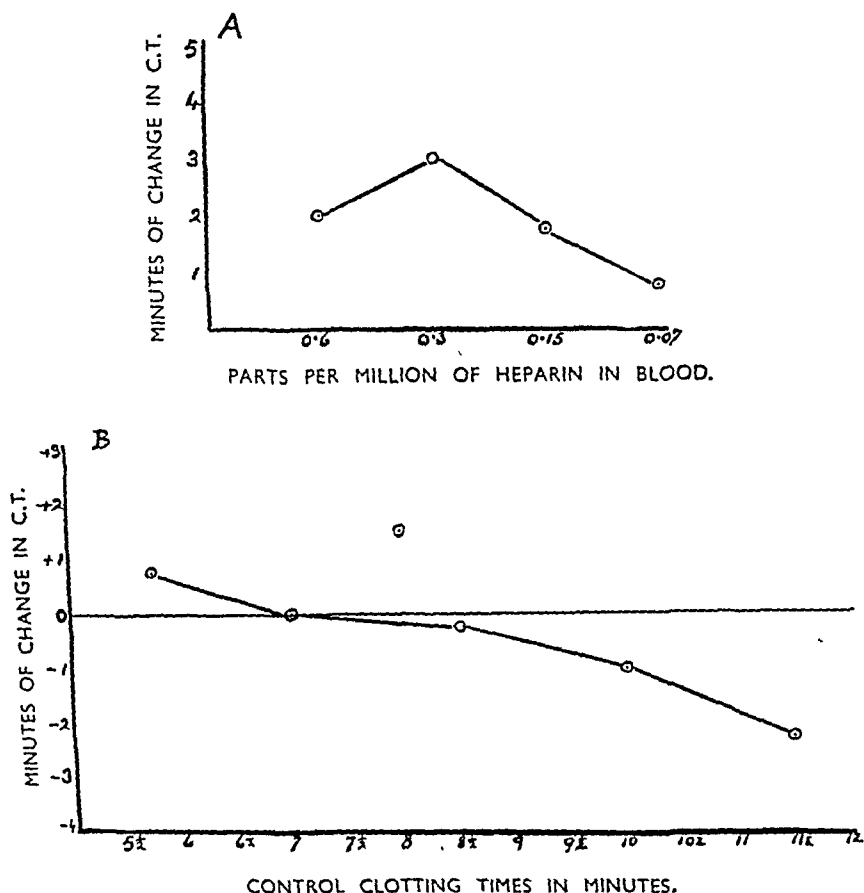 A
MINUTES OF CHANGE IN C.T.
5
4
3
2
1
0.6 0.3 0.15 0.07
PARTS PER MILLION OF HEPARIN IN BLOOD.
B
MINUTES OF CHANGE IN C.T.
+3
+2
+1
0
-1
-2
-3
-4
5½ 6 6½ 7 7½ 8 8½ 9 9½ 10 10½ 11 11½ 12
CONTROL CLOTTING TIMES IN MINUTES.